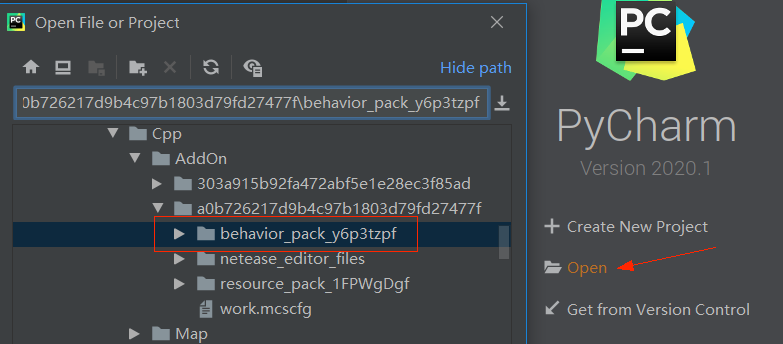 PC
Open File or Project
Hide path
0b726217d9b4c97b1803d79fd27477f\behavior_pack_y6p3tzpf
Cpp
AddOn
303a915b92fa472abf5e1e28ec3f85ad
a0b726217d9b4c97b1803d79fd27477f
behavior_pack_y6p3tzpf
netease_editor_files
resource_pack_1FPWgDgf
work.mcscfg
Map
PC
PyCharm
Version 2020.1
Create New Project
Open
Get from Version Control